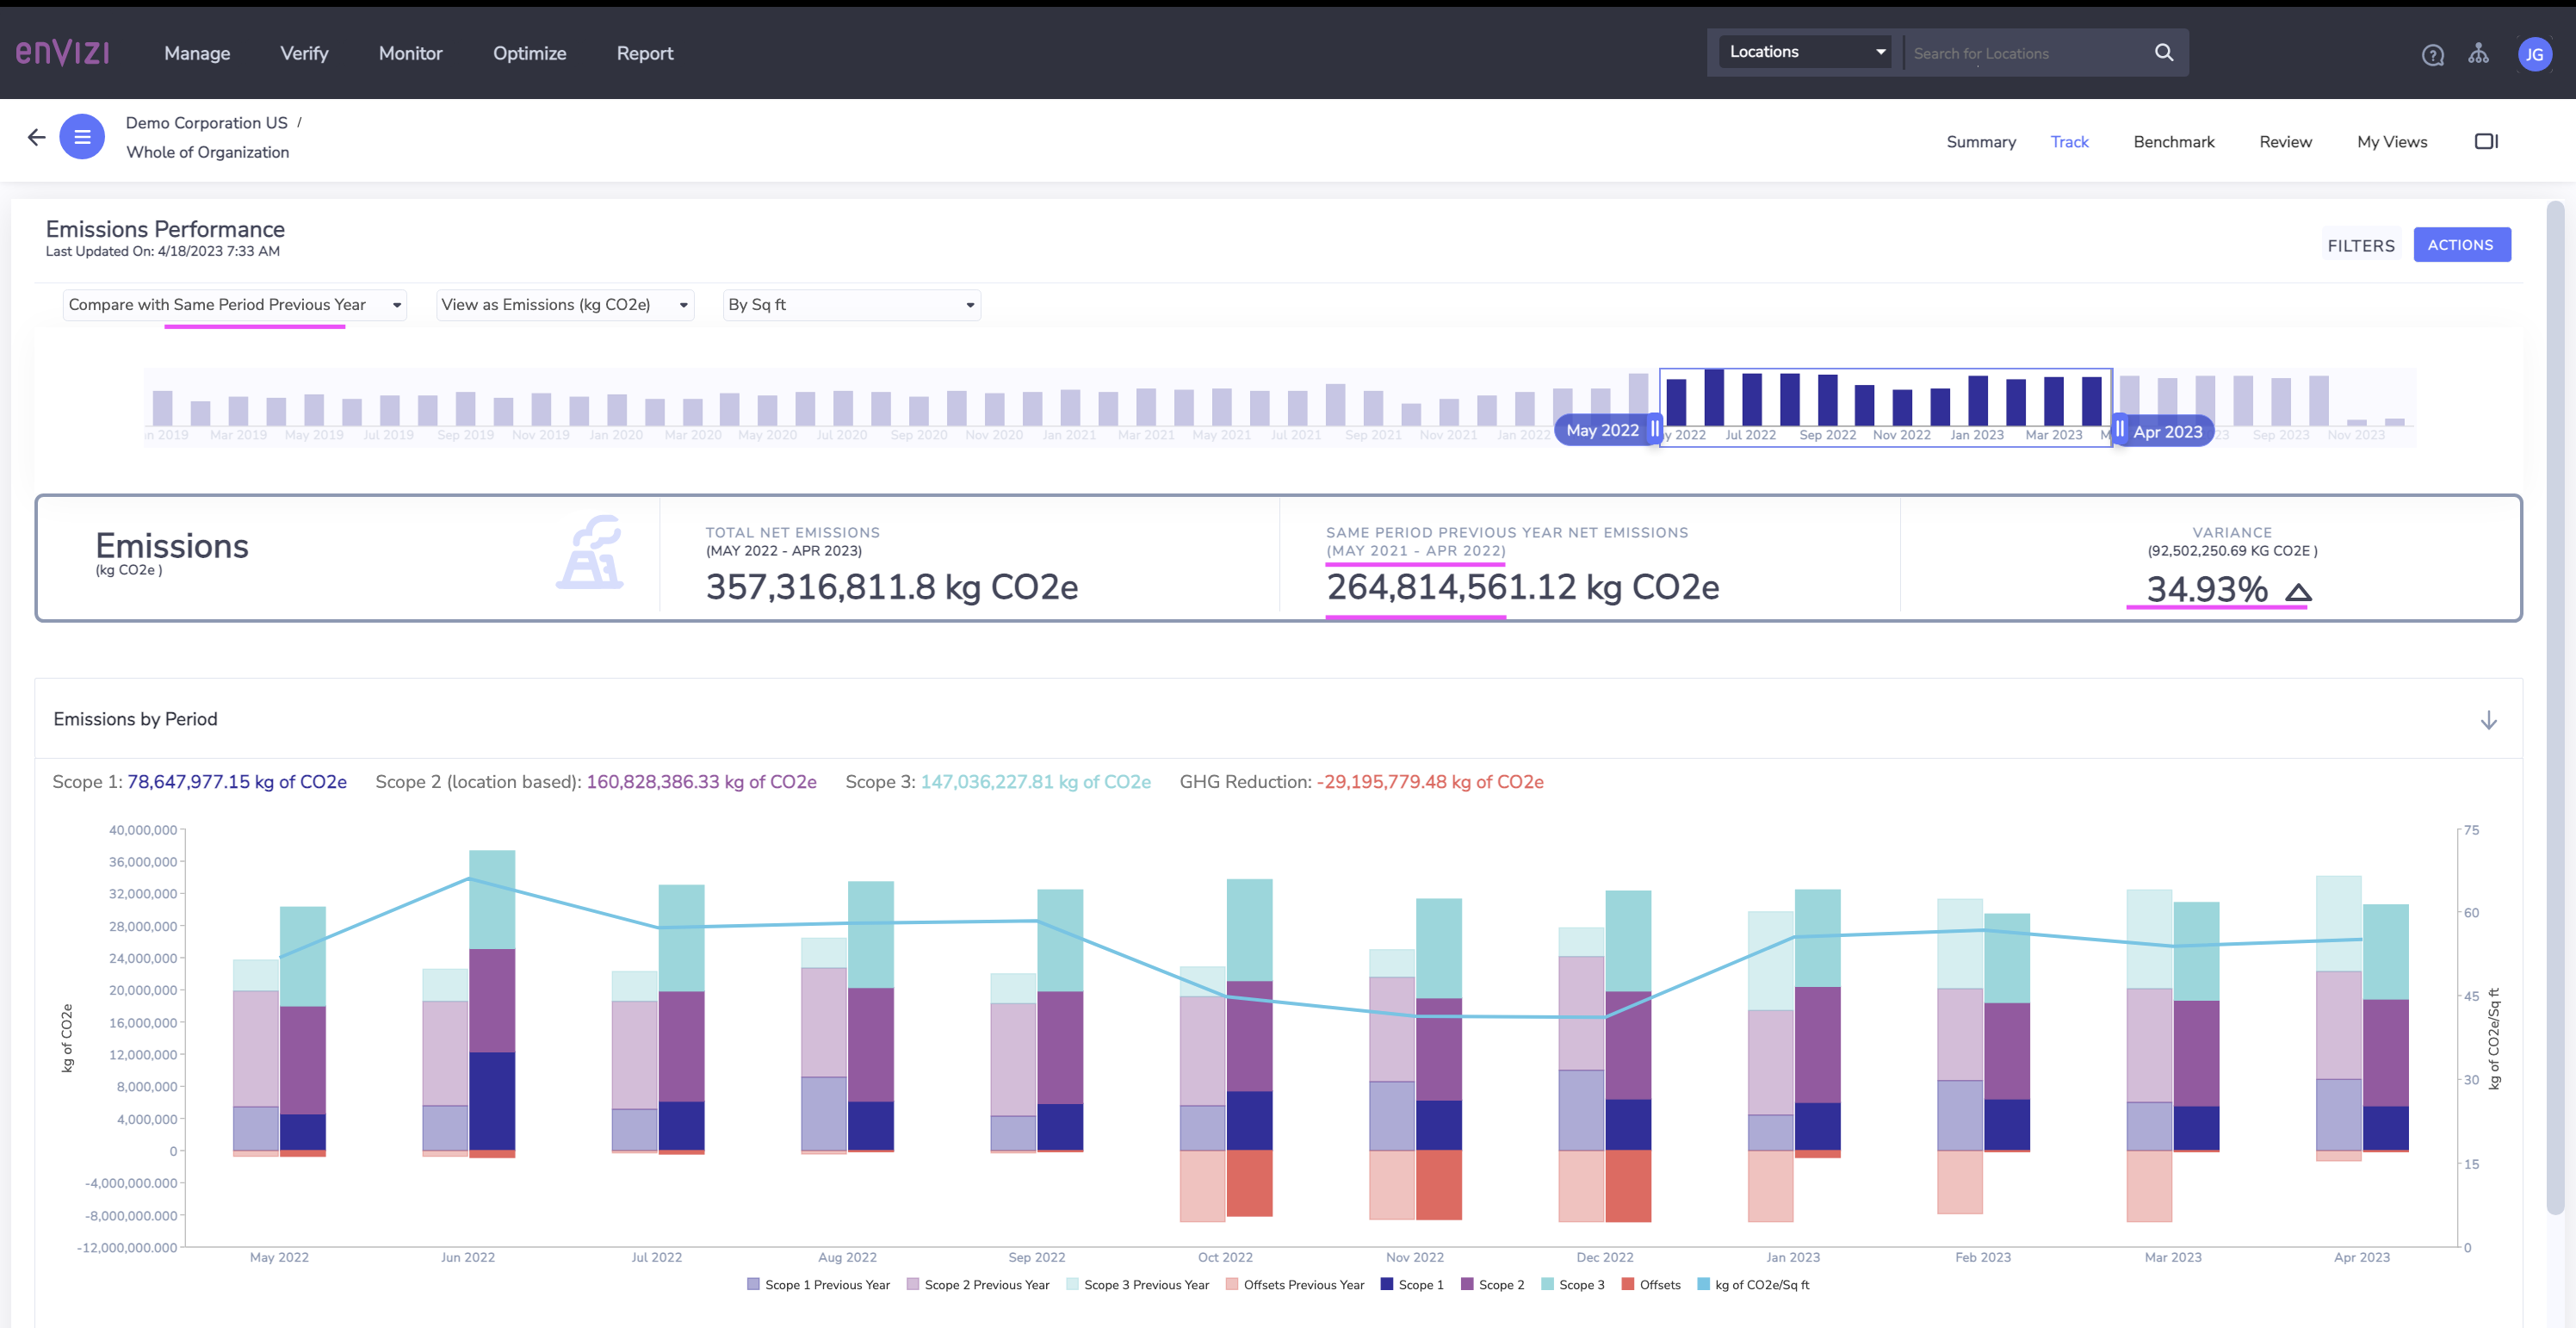 enVIZI
Manage
Verify
Monitor
Optimize
Report
Locations
Search for Locations
JG
Demo Corporation US /
Whole of Organization
Summary
Track
Benchmark
Review
My Views
Emissions Performance
Last Updated On: 4/18/2023 7:33 AM
FILTERS
ACTIONS
Compare with Same Period Previous Year
View as Emissions (kg CO2e)
By Sq ft
n 2019 Mar 2019 May 2019 Jul 2019 Sep 2019 Nov 2019 Jan 2020 Mar 2020 May 2020 Jul 2020 Sep 2020 Nov 2020 Jan 2021 Mar 2021 May 2021 Jul 2021 Sep 2021 Nov 2021 Jan 2022 May 2022 y 2022 Jul 2022 Sep 2022 Nov 2022 Jan 2023 Mar 2023 M Apr 2023 23 Sep 2023 Nov 2023
Emissions
(kg CO2e )
TOTAL NET EMISSIONS
(MAY 2022 - APR 2023)
357,316,811.8 kg CO2e
SAME PERIOD PREVIOUS YEAR NET EMISSIONS
(MAY 2021 - APR 2022)
264,814,561.12 kg CO2e
VARIANCE
(92,502,250.69 KG CO2E )
34.93%
Emissions by Period
Scope 1: 78,647,977.15 kg of CO2e Scope 2 (location based): 160,828,386.33 kg of CO2e Scope 3: 147,036,227.81 kg of CO2e GHG Reduction: -29,195,779.48 kg of CO2e
kg of CO2e
40,000,000
36,000,000
32,000,000
28,000,000
24,000,000
20,000,000
16,000,000
12,000,000
8,000,000
4,000,000
0
-4,000,000.000
-8,000,000.000
-12,000,000.000
75
60
45
30
15
0
kg of CO2e/Sq ft
May 2022 Jun 2022 Jul 2022 Aug 2022 Sep 2022 Oct 2022 Nov 2022 Dec 2022 Jan 2023 Feb 2023 Mar 2023 Apr 2023
Scope 1 Previous Year Scope 2 Previous Year Scope 3 Previous Year Offsets Previous Year Scope 1 Scope 2 Scope 3 Offsets kg of CO2e/Sq ft